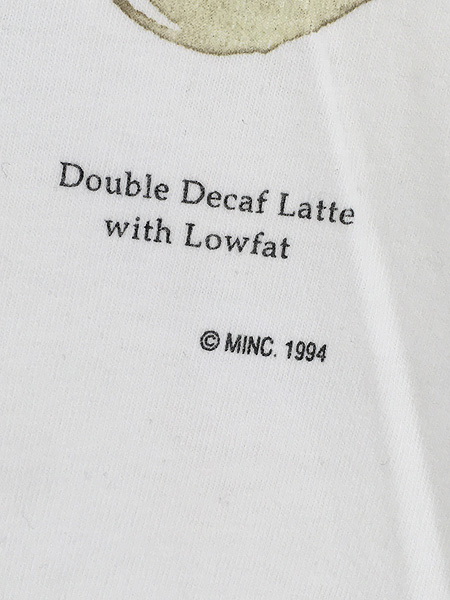 Double Decaf Latte
with Lowfat
© MINC. 1994